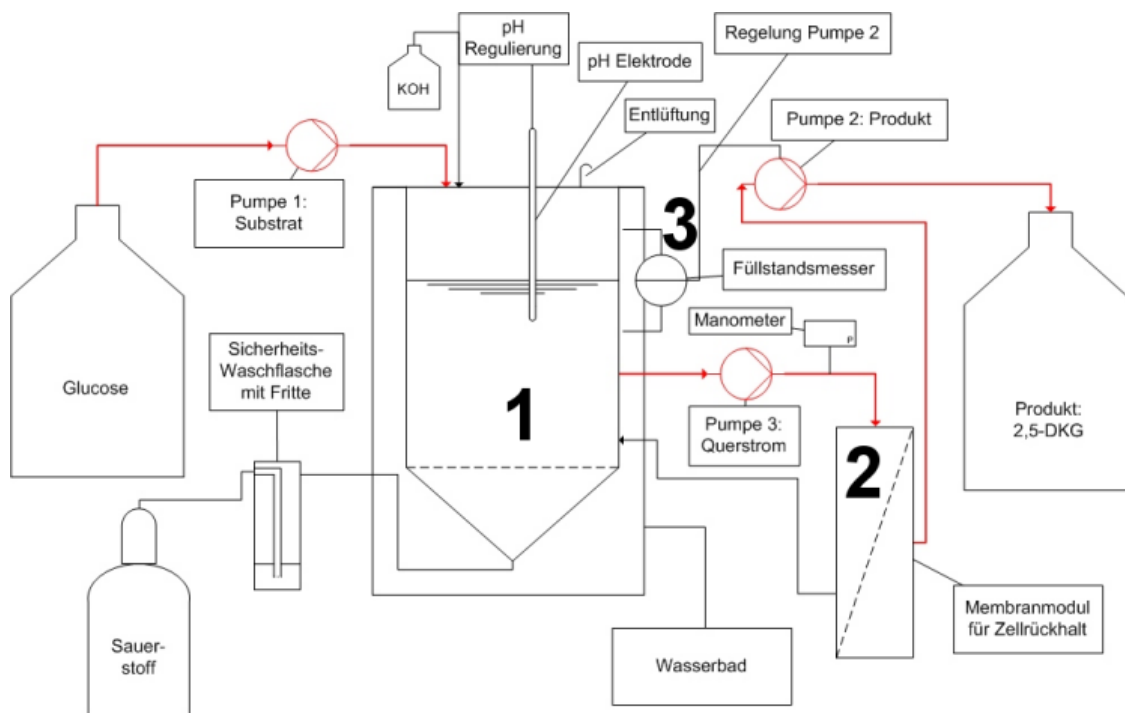 pH
Regulierung
Regelung Pumpe 2
KOH
pH Elektrode
Entlüftung
Pumpe 2: Produkt
Pumpe 1:
Substrat
3
Füllstandsmesser
Manometer
P
Sicherheits-
Waschflasche
mit Fritte
Glucose
1
Pumpe 3:
Querstrom
2
Produkt:
2,5-DKG
Membranmodul
für Zellrückhalt
Sauer-
stoff
Wasserbad